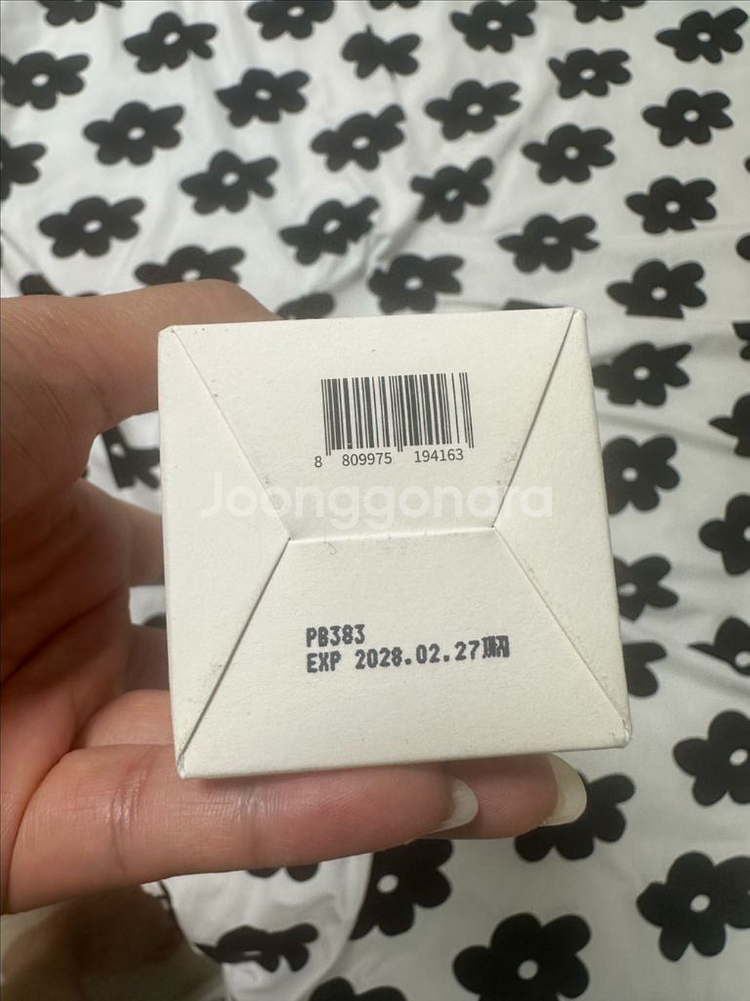 8 809975 194163
Joonggonara
PB383
EXP 2028.02.27까지